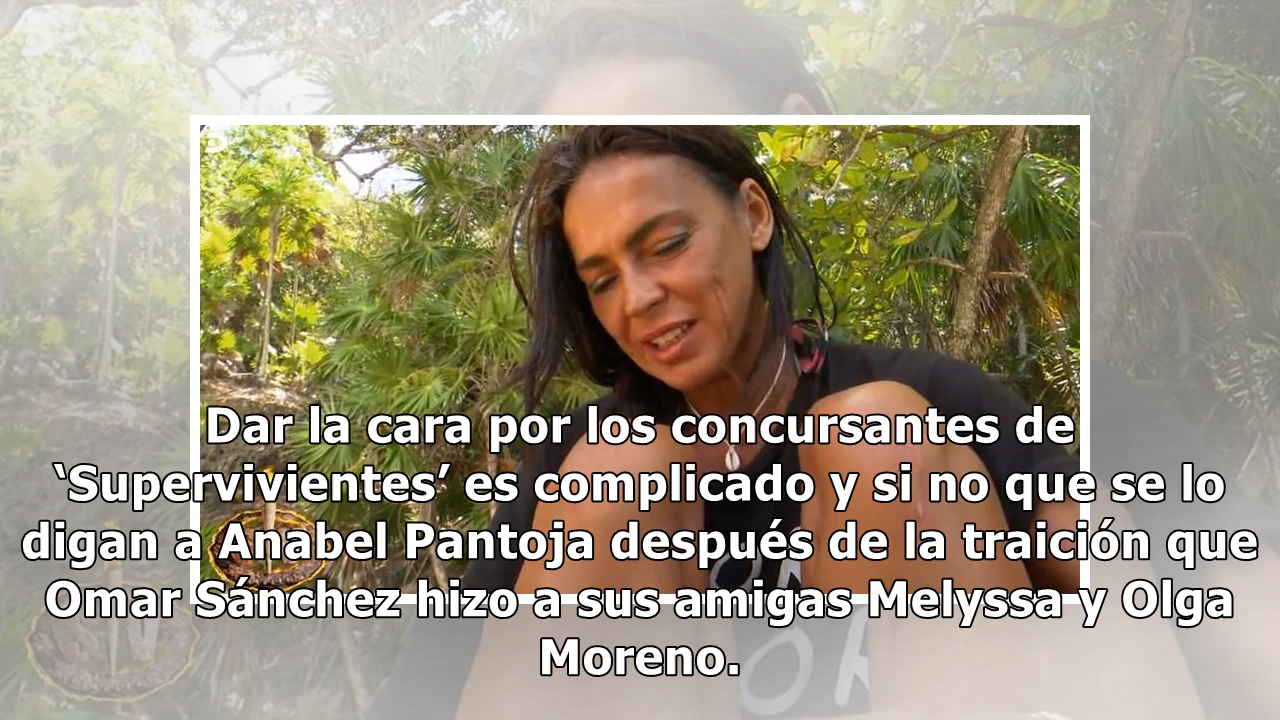 Dar la cara por los concursantes de
‘Supervivientes’ es complicado y si no que se lo
digan a Anabel Pantoja después de la traición que
Omar Sánchez hizo a sus amigas Melyssa y Olga
Moreno.